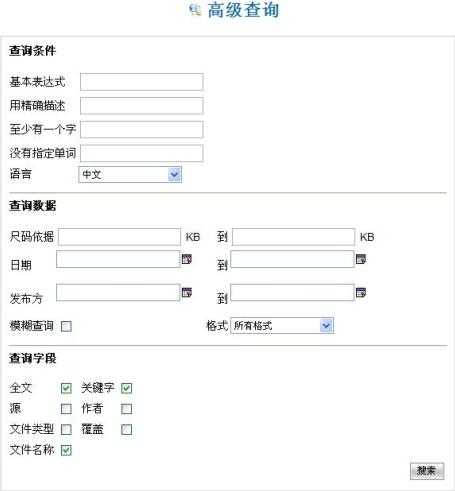 高级查询
查询条件
基本表达式
用精确描述
至少有一个字
没有指定单词
语言 中文
查询数据
尺码依据 KB 到 KB
日期 到
发布方 到
模糊查询 格式 所有格式
查询字段
全文 关键字
源 作者
文件类型 覆盖
文件名称
搜索